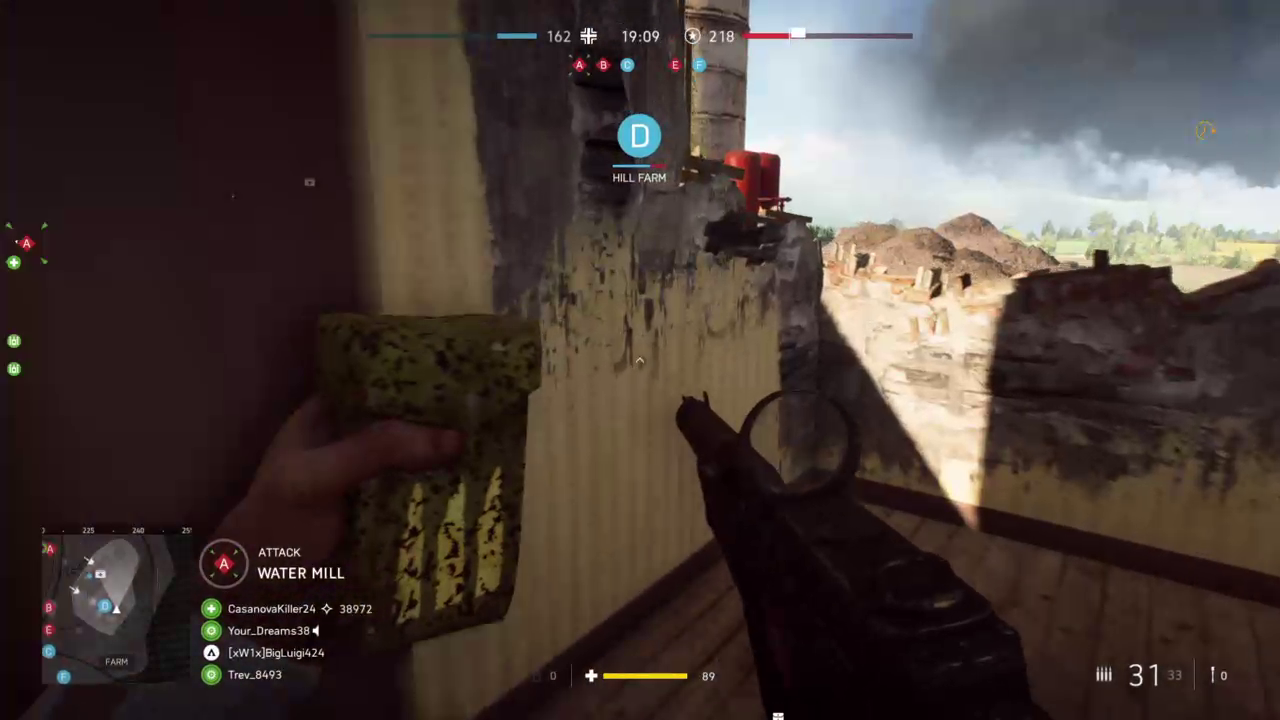 162 19:09 218
A B C E F
D
HILL FARM
A
225 240
A
B
E
C
F
D
FARM
A
ATTACK
WATER MILL
CasanovaKiller24 38972
Your_Dreams38
[xW1x]BigLuigi424
Trev_8493
0
89
31 33
0